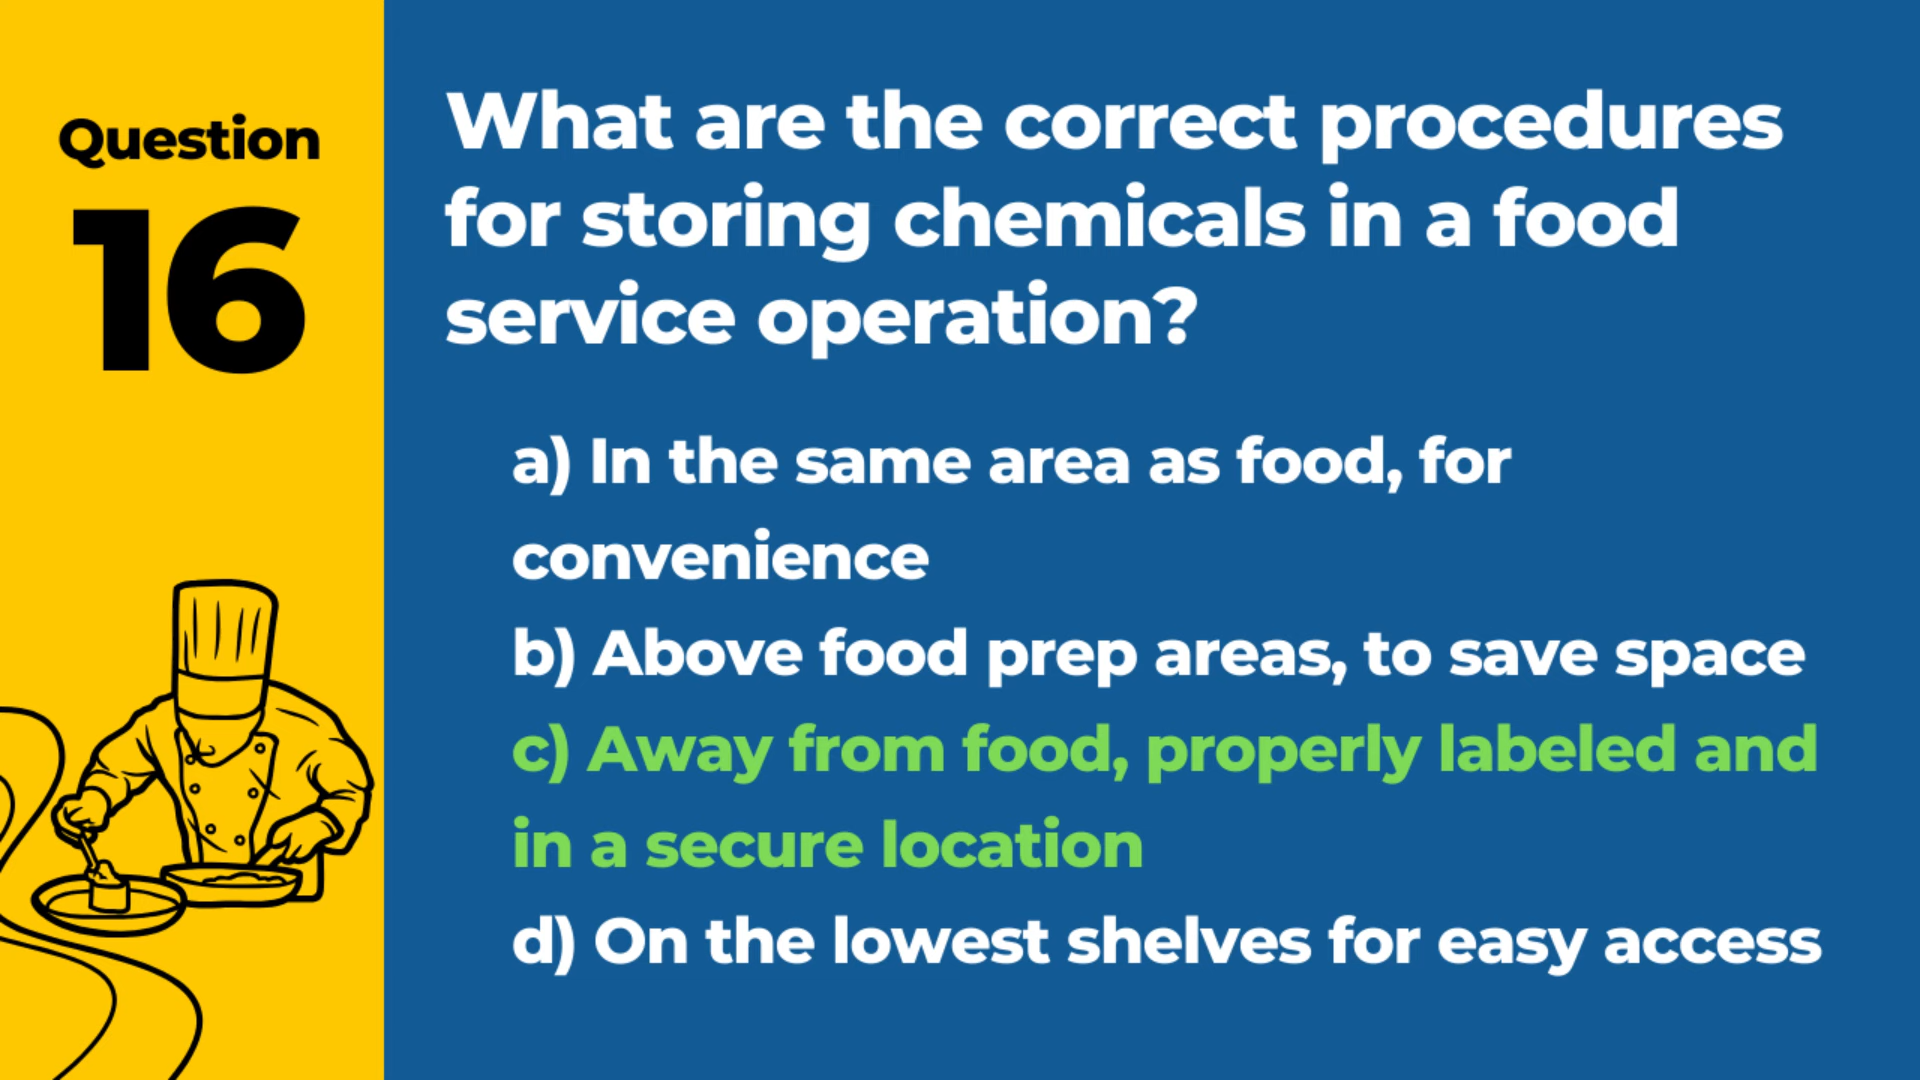 Question
16
What are the correct procedures
for storing chemicals in a food
service operation?
a) In the same area as food, for
convenience
b) Above food prep areas, to save space
c) Away from food, properly labeled and
in a secure location
d) On the lowest shelves for easy access